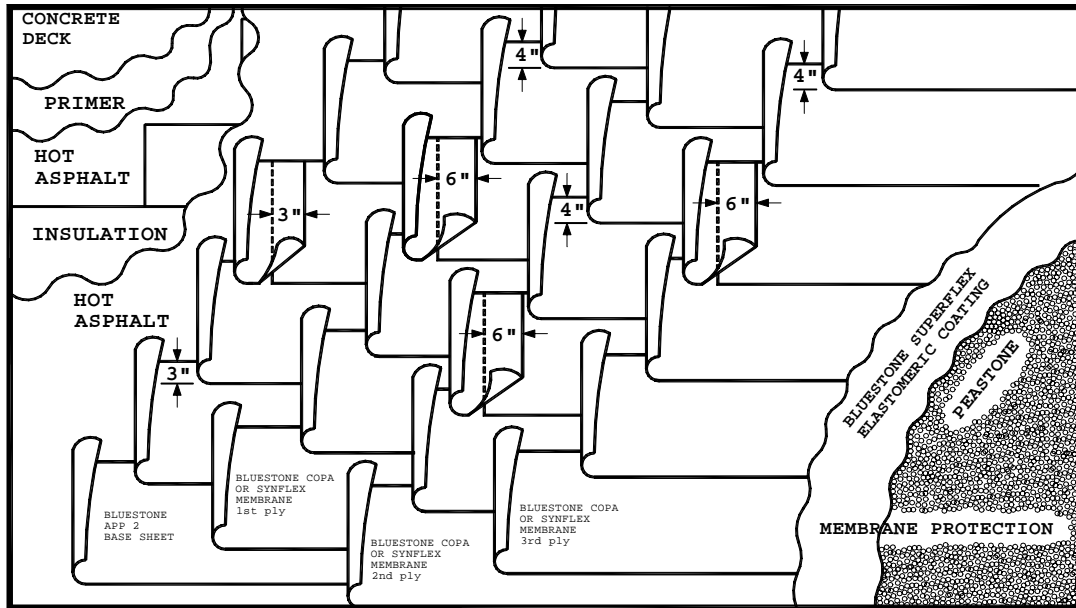 CONCRETE
DECK
PRIMER
HOT
ASPHALT
INSULATION
HOT
ASPHALT
4"
4"
6"
3"
4"
6"
6"
3"
BLUESTONE
APP 2
BASE SHEET
BLUESTONE COPA
OR SYNFLEX
MEMBRANE
1st ply
BLUESTONE COPA
OR SYNFLEX
MEMBRANE
2nd ply
BLUESTONE COPA
OR SYNFLEX
MEMBRANE
3rd ply
BLUESTONE SUPERFLEX
ELASTOMERIC COATING
PEASTONE
MEMBRANE PROTECTION